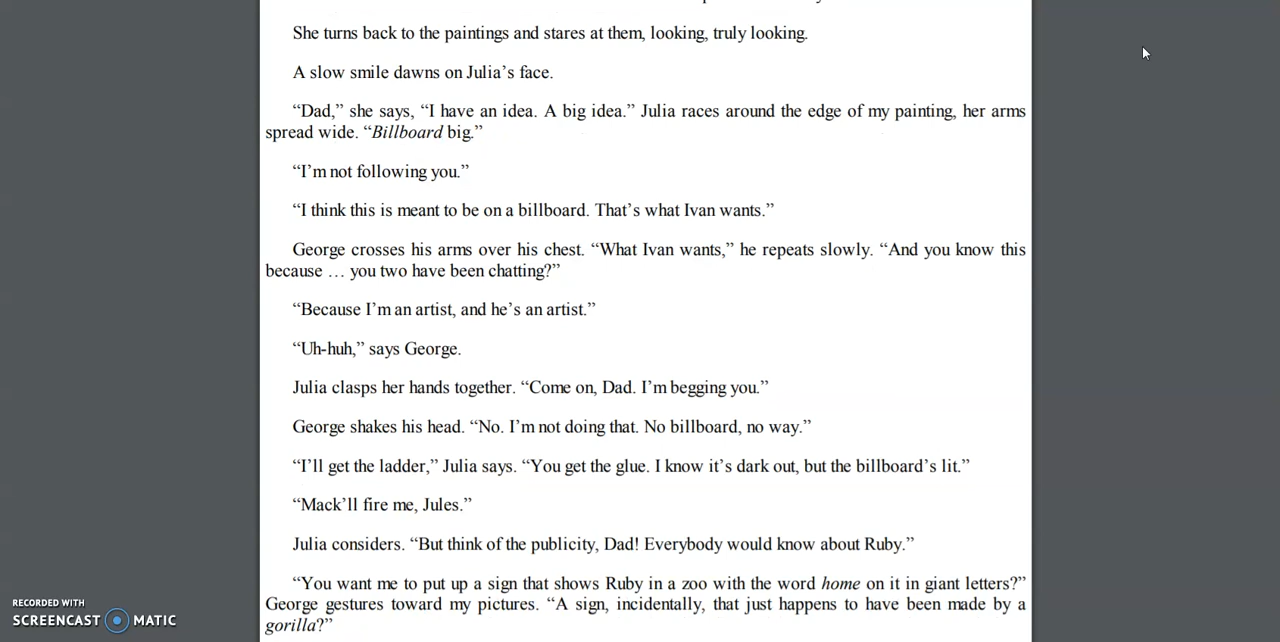 She turns back to the paintings and stares at them, looking, truly looking.
A slow smile dawns on Julia’s face.
“Dad,” she says, “I have an idea. A big idea.” Julia races around the edge of my painting, her arms
spread wide. “Billboard big.”
“I’m not following you.”
“I think this is meant to be on a billboard. That’s what Ivan wants.”
George crosses his arms over his chest. “What Ivan wants,” he repeats slowly. “And you know this
because … you two have been chatting?”
“Because I’m an artist, and he’s an artist.”
“Uh-huh,” says George.
Julia clasps her hands together. “Come on, Dad. I’m begging you.”
George shakes his head. “No. I’m not doing that. No billboard, no way.”
“I’ll get the ladder,” Julia says. “You get the glue. I know it’s dark out, but the billboard’s lit.”
“Mack’ll fire me, Jules.”
Julia considers. “But think of the publicity, Dad! Everybody would know about Ruby.”
“You want me to put up a sign that shows Ruby in a zoo with the word home on it in giant letters?”
George gestures toward my pictures. “A sign, incidentally, that just happens to have been made by a
gorilla?”
RECORDED WITH
SCREENCAST MATIC